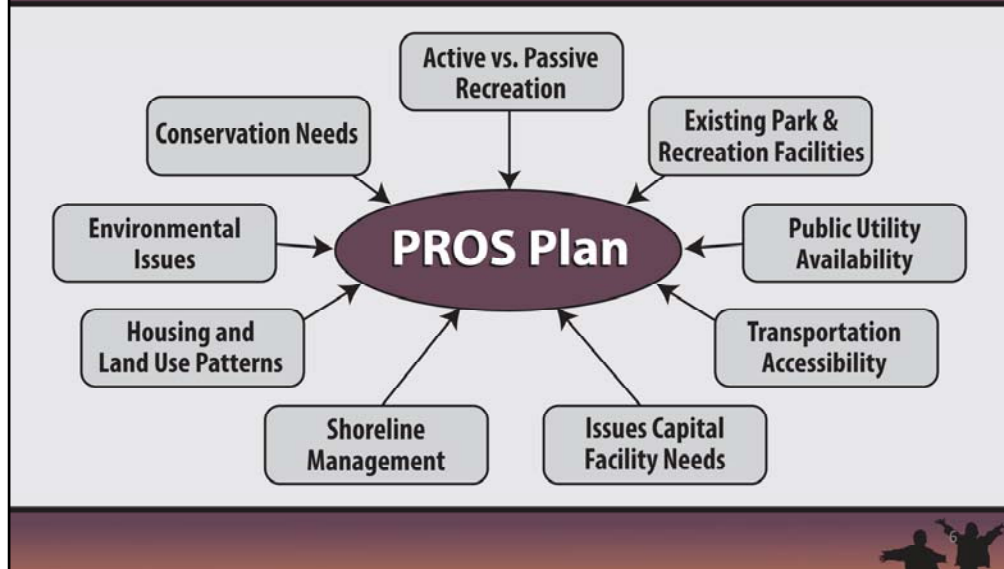 Active vs. Passive
Recreation
Conservation Needs
Existing Park &
Recreation Facilities
Environmental
Issues
PROS Plan
Public Utility
Availability
Housing and
Land Use Patterns
Transportation
Accessibility
Shoreline
Management
Issues Capital
Facility Needs
6